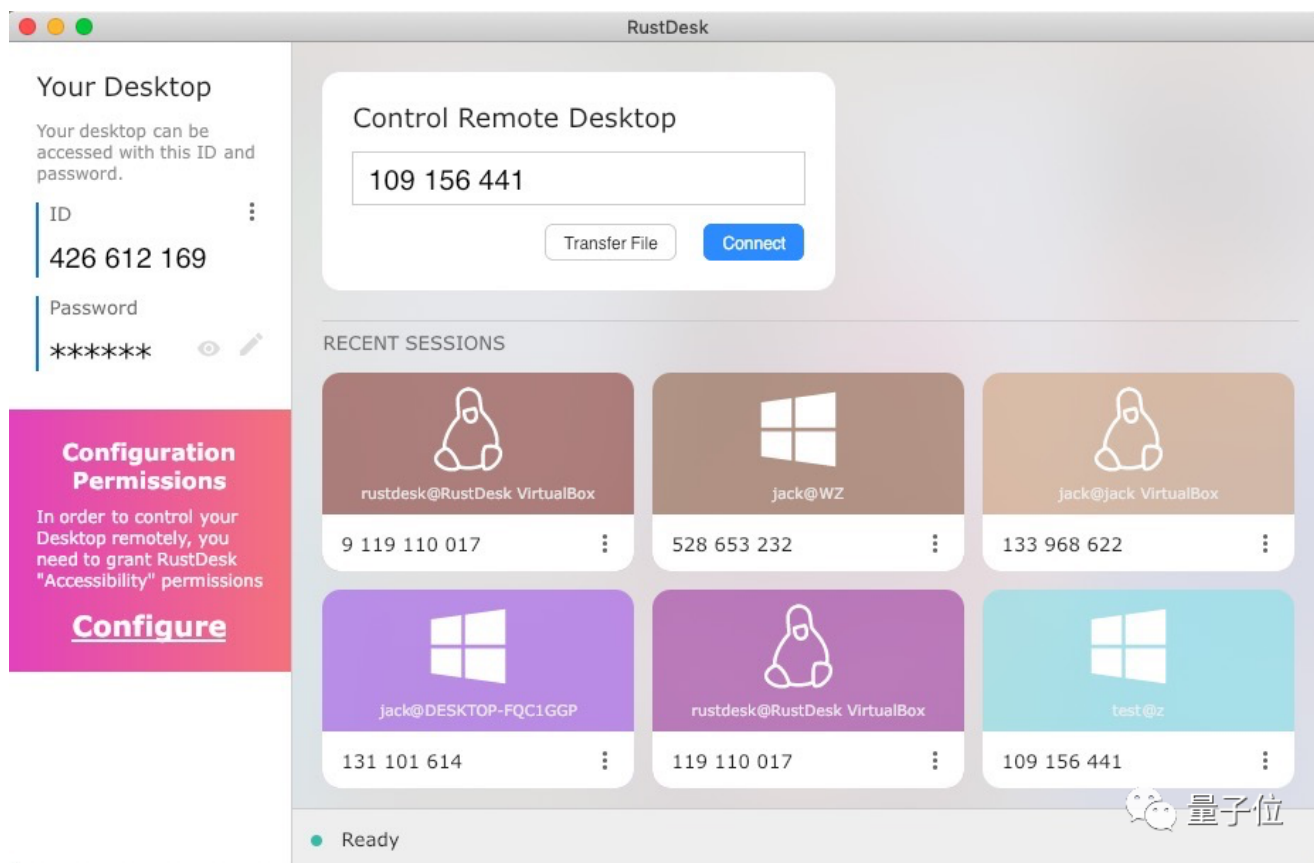 RustDesk
Your Desktop
Your desktop can be
accessed with this ID and
password.
ID
426 612 169
Password
******
Configuration
Permissions
In order to control your
Desktop remotely, you
need to grant RustDesk
"Accessibility" permissions
Configure
Control Remote Desktop
109 156 441
Transfer File
Connect
RECENT SESSIONS
rustdesk@RustDesk VirtualBox
9 119 110 017
jack@WZ
528 653 232
jack@jack VirtualBox
133 968 622
jack@DESKTOP-FQC1GGP
131 101 614
rustdesk@RustDesk VirtualBox
119 110 017
test@z
109 156 441
Ready
量子位